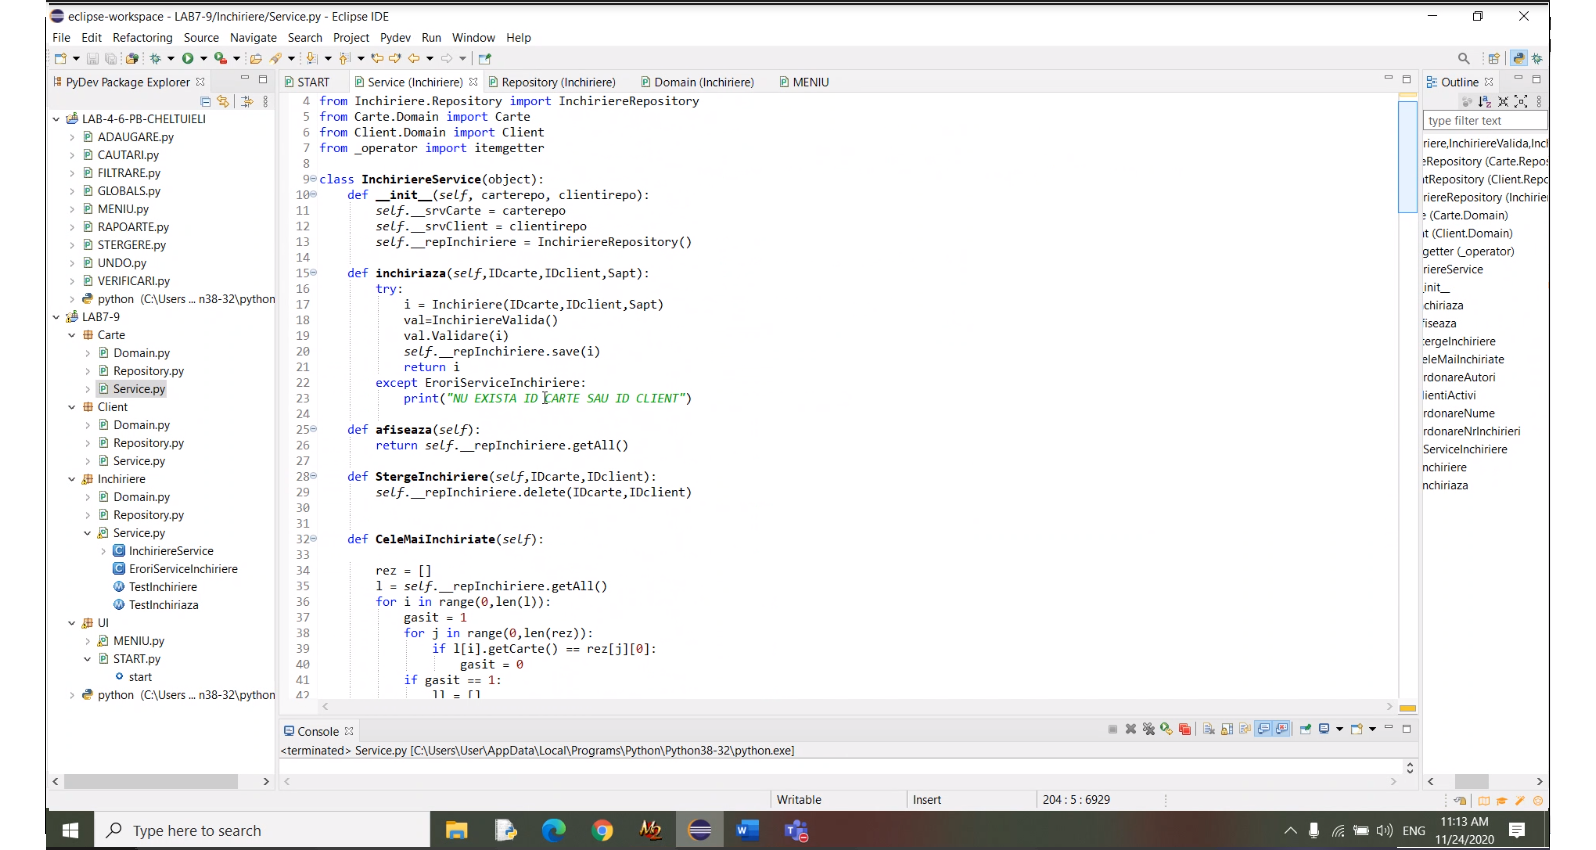 eclipse-workspace - LAB7-9/Inchiriere/Service.py - Eclipse IDE
File Edit Refactoring Source Navigate Search Project Pydev Run Window Help
PyDev Package Explorer
START
Service (Inchiriere)
Repository (Inchiriere)
Domain (Inchiriere)
MENIU
Outline
type filter text
LAB-4-6-PB-CHELTUIELI
ADAUGARE.py
CAUTARI.py
FILTRARE.py
GLOBALS.py
MENIU.py
RAPOARTE.py
STERGERE.py
UNDO.py
VERIFICARI.py
python (C:\Users ... n38-32\python
LAB7-9
Carte
Domain.py
Repository.py
Service.py
Client
Domain.py
Repository.py
Service.py
Inchiriere
Domain.py
Repository.py
Service.py
InchiriereService
EroriServiceInchiriere
TestInchiriere
TestInchiriaza
UI
MENIU.py
START.py
start
python (C:\Users ... n38-32\python
4 from Inchiriere.Repository import InchiriereRepository
5 from Carte.Domain import Carte
6 from Client.Domain import Client
7 from _operator import itemgetter
8
9 class InchiriereService(object):
10 def __init__(self, carterepo, clientirepo):
11 self.__srvCarte = carterepo
12 self.__srvClient = clientirepo
13 self.__repInchiriere = InchiriereRepository()
14
15 def inchiriaza(self,IDcarte,IDclient,Sapt):
16 try:
17 i = Inchiriere(IDcarte,IDclient,Sapt)
18 val=InchiriereValida()
19 val.Validare(i)
20 self.__repInchiriere.save(i)
21 return i
22 except EroriServiceInchiriere:
23 print("NU EXISTA ID CARTE SAU ID CLIENT")
24
25 def afiseaza(self):
26 return self.__repInchiriere.getAll()
27
28 def StergeInchiriere(self,IDcarte,IDclient):
29 self.__repInchiriere.delete(IDcarte,IDclient)
30
31
32 def CeleMaiInchiriate(self):
33
34 rez = []
35 l = self.__repInchiriere.getAll()
36 for i in range(0,len(l)):
37 gasit = 1
38 for j in range(0,len(rez)):
39 if l[i].getCarte() == rez[j][0]:
40 gasit = 0
41 if gasit == 1:
42 ll = []
riere,InchiriereValida,Incl
eRepository (Carte.Repo
tRepository (Client.Repo
riereRepository (Inchirie
(Carte.Domain)
t (Client.Domain)
getter (_operator)
riereService
init__
chiriaza
iseaza
tergeInchiriere
eleMaiInchiriate
rdonareAutori
lientiActivi
rdonareNume
rdonareNrInchirieri
ServiceInchiriere
nchiriere
nchiriaza
Console
<terminated> Service.py [C:\Users\User\AppData\Local\Programs\Python\Python38-32\python.exe]
Writable
Insert
204 : 5 : 6929
Type here to search
ENG
11:13 AM
11/24/2020